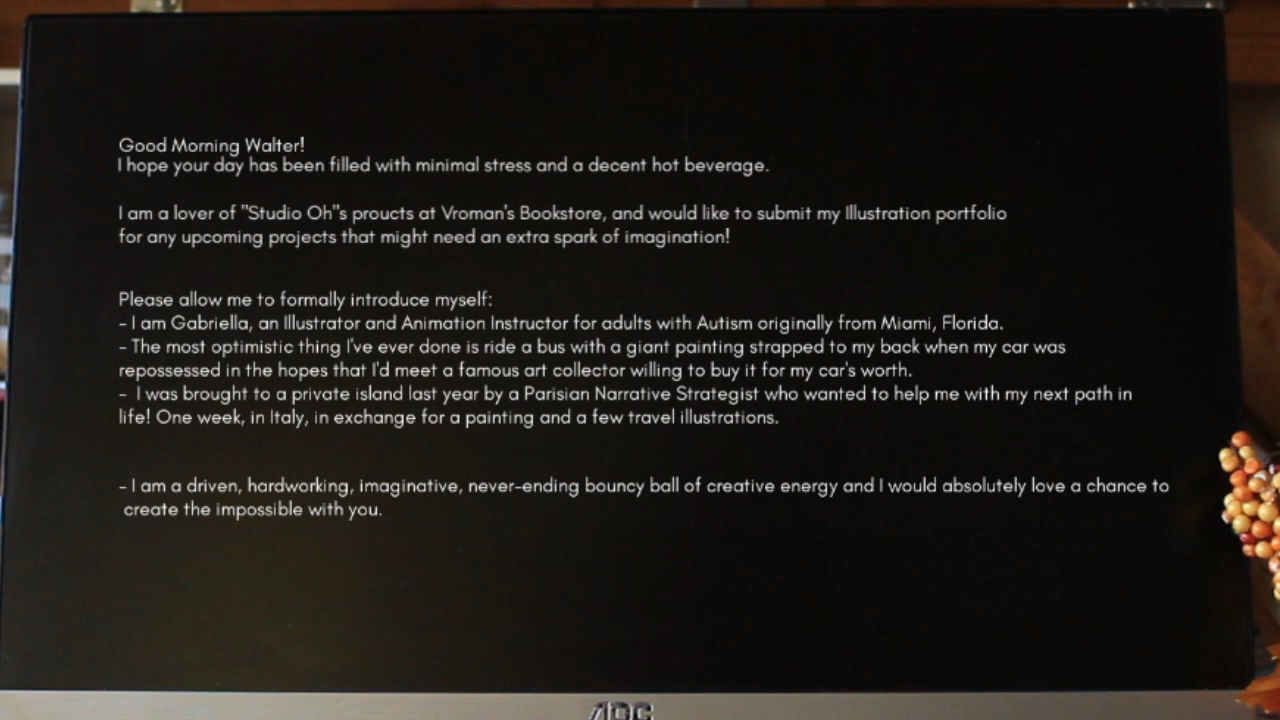 Good Morning Walter!
I hope your day has been filled with minimal stress and a decent hot beverage.
I am a lover of "Studio Oh"s proucts at Vroman's Bookstore, and would like to submit my Illustration portfolio
for any upcoming projects that might need an extra spark of imagination!
Please allow me to formally introduce myself:
- I am Gabriella, an Illustrator and Animation Instructor for adults with Autism originally from Miami, Florida.
- The most optimistic thing I've ever done is ride a bus with a giant painting strapped to my back when my car was
repossessed in the hopes that I'd meet a famous art collector willing to buy it for my car's worth.
- I was brought to a private island last year by a Parisian Narrative Strategist who wanted to help me with my next path in
life! One week, in Italy, in exchange for a painting and a few travel illustrations.
- I am a driven, hardworking, imaginative, never-ending bouncy ball of creative energy and I would absolutely love a chance to
create the impossible with you.
AOC